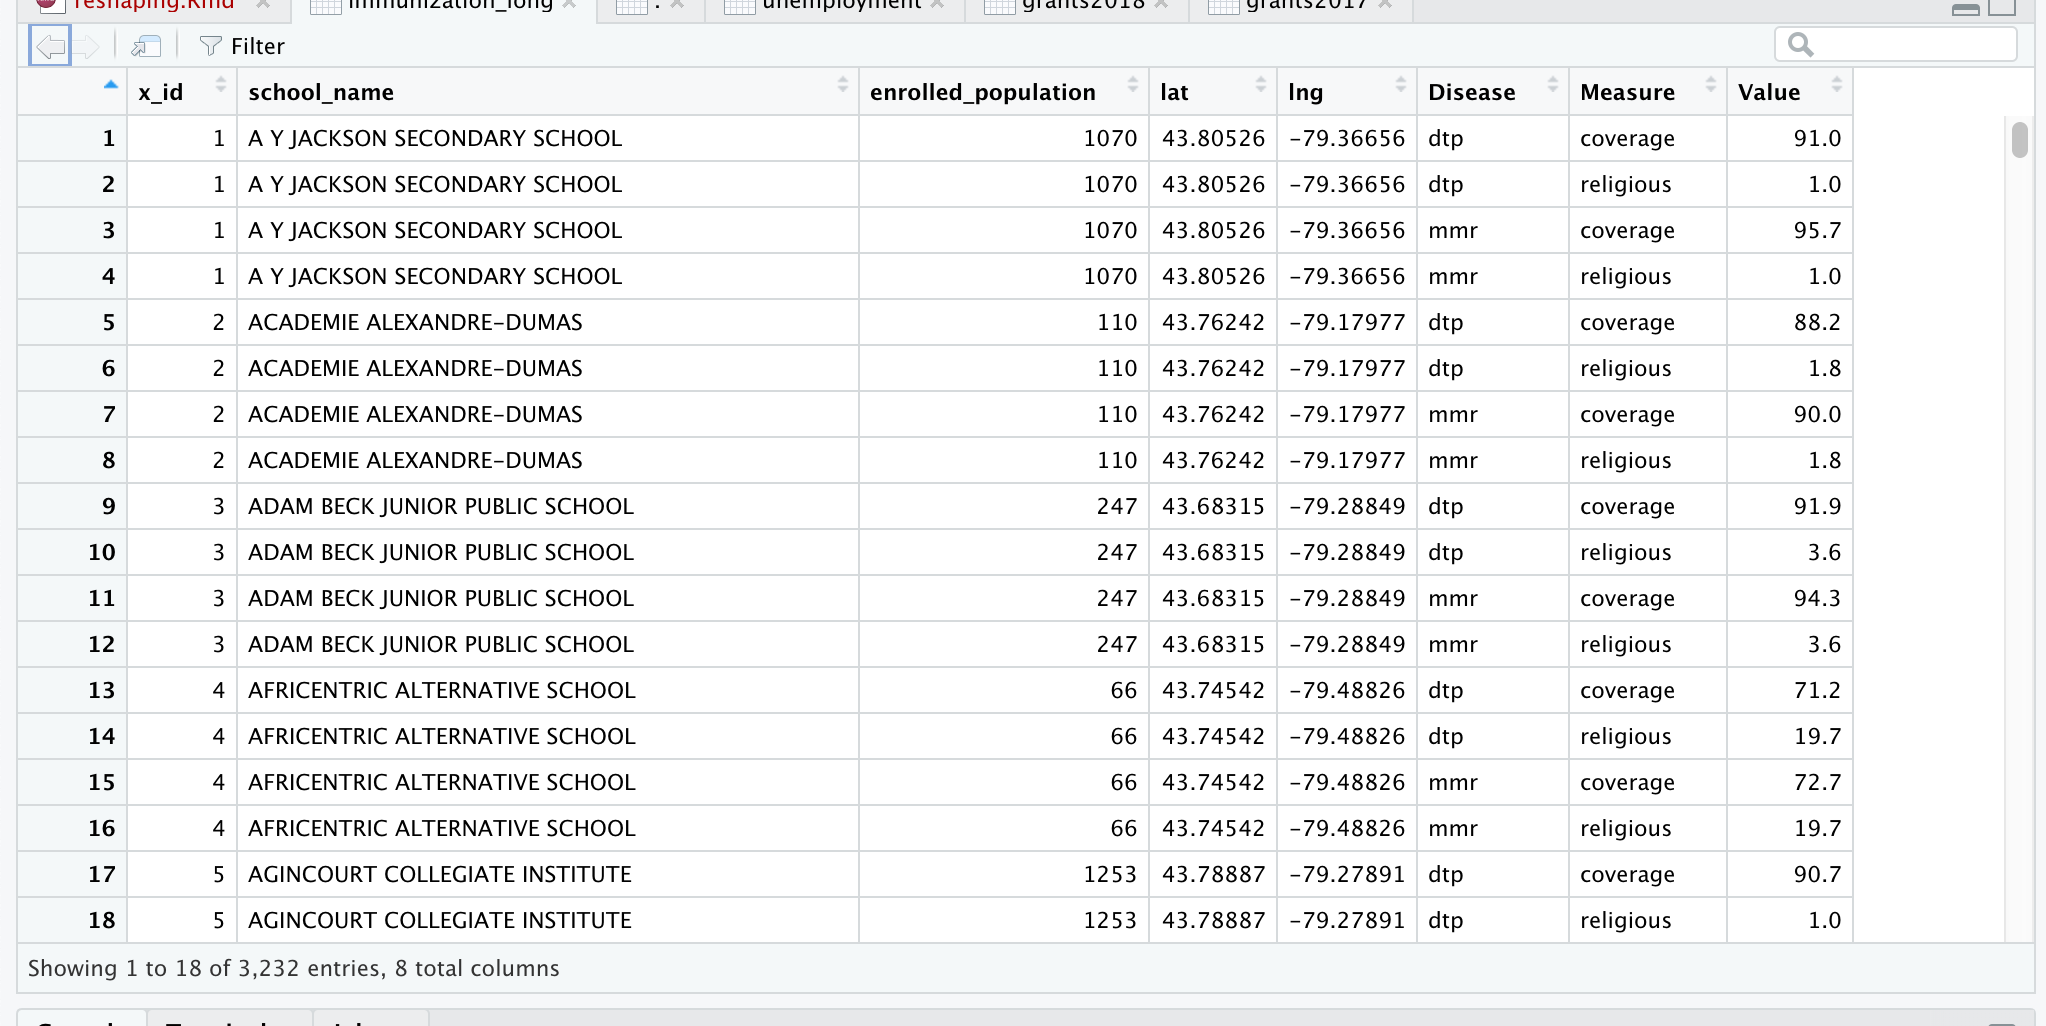 reshaping.Rmd immunization_long . unemployment grants2018 grants2017
Filter
x_id school_name enrolled_population lat lng Disease Measure Value
1 1 A Y JACKSON SECONDARY SCHOOL 1070 43.80526 -79.36656 dtp coverage 91.0
2 1 A Y JACKSON SECONDARY SCHOOL 1070 43.80526 -79.36656 dtp religious 1.0
3 1 A Y JACKSON SECONDARY SCHOOL 1070 43.80526 -79.36656 mmr coverage 95.7
4 1 A Y JACKSON SECONDARY SCHOOL 1070 43.80526 -79.36656 mmr religious 1.0
5 2 ACADEMIE ALEXANDRE-DUMAS 110 43.76242 -79.17977 dtp coverage 88.2
6 2 ACADEMIE ALEXANDRE-DUMAS 110 43.76242 -79.17977 dtp religious 1.8
7 2 ACADEMIE ALEXANDRE-DUMAS 110 43.76242 -79.17977 mmr coverage 90.0
8 2 ACADEMIE ALEXANDRE-DUMAS 110 43.76242 -79.17977 mmr religious 1.8
9 3 ADAM BECK JUNIOR PUBLIC SCHOOL 247 43.68315 -79.28849 dtp coverage 91.9
10 3 ADAM BECK JUNIOR PUBLIC SCHOOL 247 43.68315 -79.28849 dtp religious 3.6
11 3 ADAM BECK JUNIOR PUBLIC SCHOOL 247 43.68315 -79.28849 mmr coverage 94.3
12 3 ADAM BECK JUNIOR PUBLIC SCHOOL 247 43.68315 -79.28849 mmr religious 3.6
13 4 AFRICENTRIC ALTERNATIVE SCHOOL 66 43.74542 -79.48826 dtp coverage 71.2
14 4 AFRICENTRIC ALTERNATIVE SCHOOL 66 43.74542 -79.48826 dtp religious 19.7
15 4 AFRICENTRIC ALTERNATIVE SCHOOL 66 43.74542 -79.48826 mmr coverage 72.7
16 4 AFRICENTRIC ALTERNATIVE SCHOOL 66 43.74542 -79.48826 mmr religious 19.7
17 5 AGINCOURT COLLEGIATE INSTITUTE 1253 43.78887 -79.27891 dtp coverage 90.7
18 5 AGINCOURT COLLEGIATE INSTITUTE 1253 43.78887 -79.27891 dtp religious 1.0
Showing 1 to 18 of 3,232 entries, 8 total columns